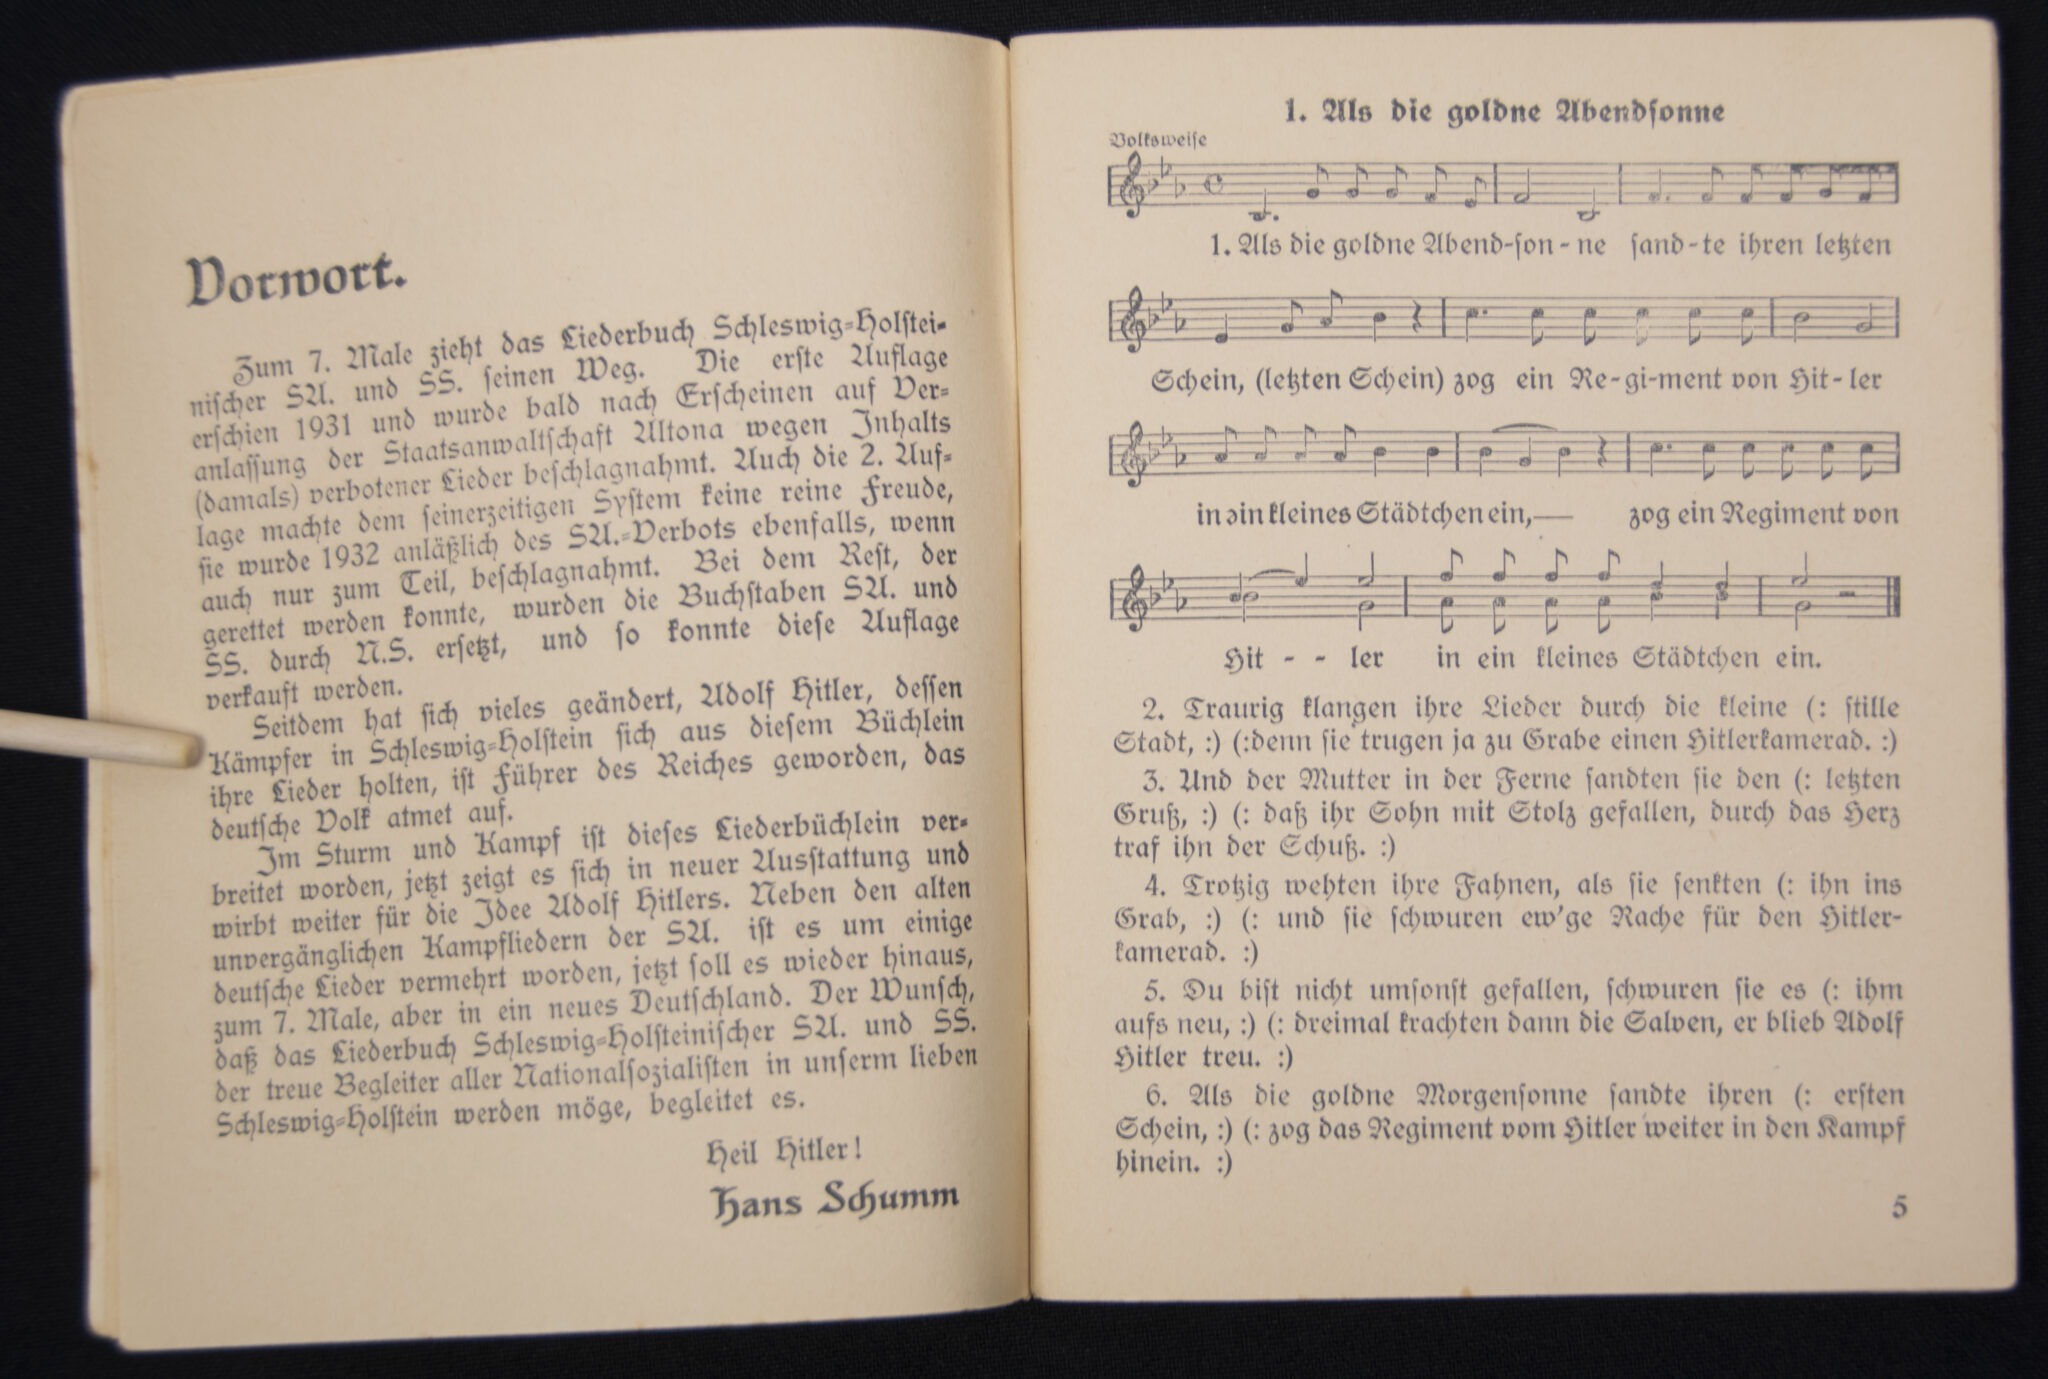 Vorwort.
Zum 7. Male zieht das Liederbuch Schleswig-Holstei-
nischer SA. und SS. seinen Weg. Die erste Auflage
erschien 1931 und wurde bald nach Erscheinen auf Ver-
anlassung der Staatsanwaltschaft Altona wegen Inhalts
(damals) verbotener Lieder beschlagnahmt. Auch die 2. Auf-
lage machte dem seinerzeitigen System keine reine Freude,
sie wurde 1932 anläßlich des SA.-Verbots ebenfalls, wenn
auch nur zum Teil, beschlagnahmt. Bei dem Rest, der
gerettet werden konnte, wurden die Buchstaben SA. und
SS. durch N.S. ersetzt, und so konnte diese Auflage
verkauft werden.
Seitdem hat sich vieles geändert, Adolf Hitler, dessen
Kämpfer in Schleswig-Holstein sich aus diesem Büchlein
ihre Lieder holten, ist Führer des Reiches geworden, das
deutsche Volk atmet auf.
Im Sturm und Kampf ist dieses Liederbüchlein ver-
breitet worden, jetzt zeigt es sich in neuer Ausstattung und
wirbt weiter für die Idee Adolf Hitlers. Neben den alten
unvergänglichen Kampfliedern der SA. ist es um einige
deutsche Lieder vermehrt worden, jetzt soll es wieder hinaus,
zum 7. Male, aber in ein neues Deutschland. Der Wunsch,
daß das Liederbuch Schleswig-Holsteinischer SA. und SS.
der treue Begleiter aller Nationalsozialisten in unserm lieben
Schleswig-Holstein werden möge, begleitet es.
Heil Hitler!
Hans Schumm
1. Als die goldne Abendsonne
Volksweise
1. Als die goldne Abend-son - ne sand - te ihren letzten
Schein, (letzten Schein) zog ein Re - gi - ment von Hit - ler
in ein kleines Städtchen ein,— zog ein Regiment von
Hit - - ler in ein kleines Städtchen ein.
2. Traurig klangen ihre Lieder durch die kleine (: stille
Stadt, :) (:denn sie trugen ja zu Grabe einen Hitlerkamerad. :)
3. Und der Mutter in der Ferne sandten sie den (: letzten
Gruß, :) (: daß ihr Sohn mit Stolz gefallen, durch das Herz
traf ihn der Schuß. :)
4. Trotzig wehten ihre Fahnen, als sie senkten (: ihn ins
Grab, :) (: und sie schwuren ew'ge Rache für den Hitler-
kamerad. :)
5. Du bist nicht umsonst gefallen, schwuren sie es (: ihm
aufs neu, :) (: dreimal krachten dann die Salven, er blieb Adolf
Hitler treu. :)
6. Als die goldne Morgensonne sandte ihren (: ersten
Schein, :) (: zog das Regiment vom Hitler weiter in den Kampf
hinein. :)
5